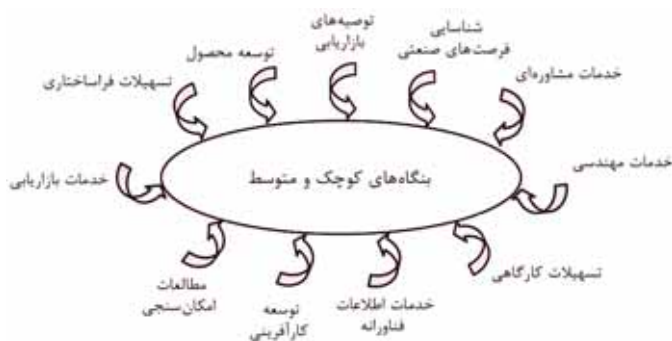 شناسایی
فرصت‌های صنعتی
توصیه‌های
بازاریابی
توسعه محصول
خدمات مشاوره‌ای
تسهیلات فراساختاری
خدمات مهندسی
بنگاه‌های کوچک و متوسط
خدمات بازاریابی
تسهیلات کارگاهی
خدمات اطلاعات
فناورانه
توسعه
کارآفرینی
مطالعات
امکان‌سنجی